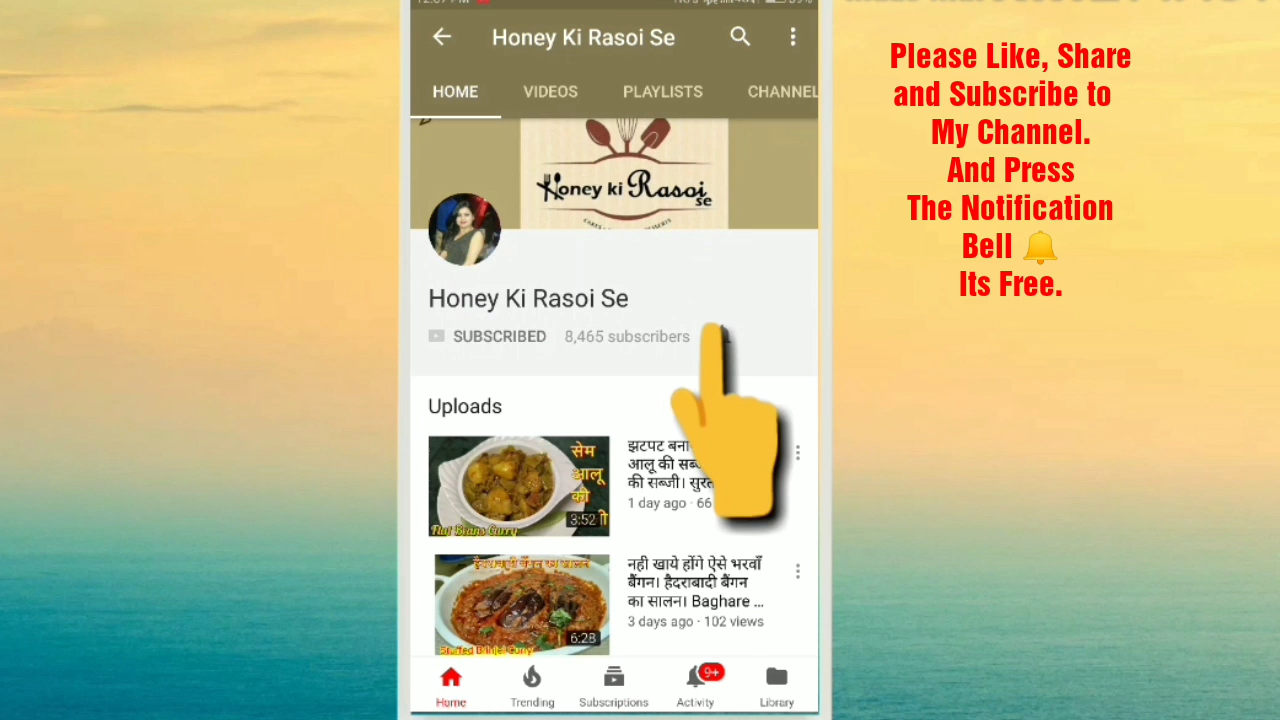 Honey Ki Rasoi Se
HOME VIDEOS PLAYLISTS CHANNEL
Honey ki Rasoi
se
Honey Ki Rasoi Se
SUBSCRIBED 8,465 subscribers
Uploads
सेम
आलू
की
Flat Beans Curry
3:52
झटपट
आलू की
की सब्जी।
1 day ago · 66
नही खाये होंगे ऐसे भरवाँ
बैंगन। हैदराबादी बैंगन
का सालन। Baghare ...
3 days ago · 102 views
6:28
Home Trending Subscriptions Activity Library
9+
Please Like, Share
and Subscribe to
My Channel.
And Press
The Notification
Bell 🔔
Its Free.